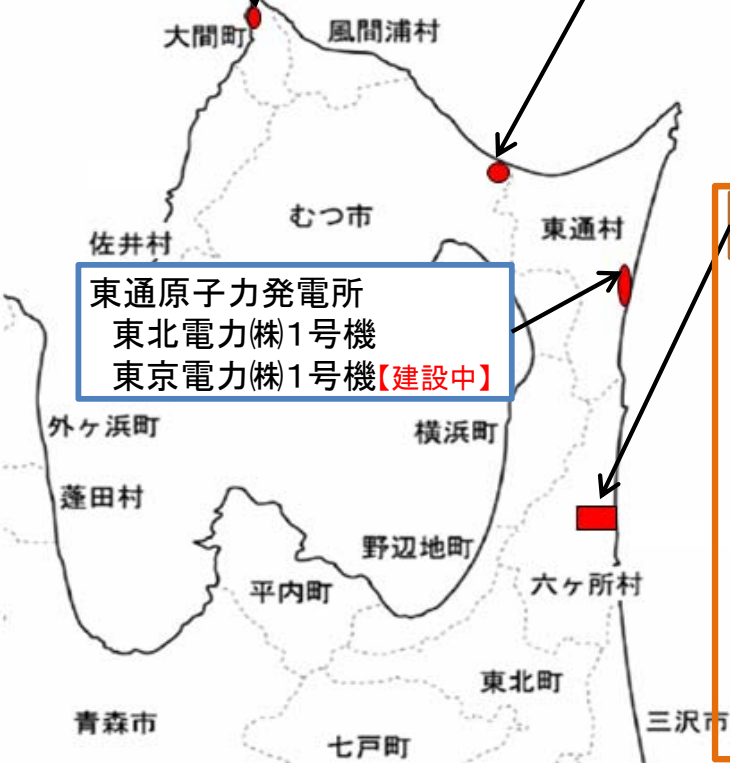 大間町
風間浦村
むつ市
東通村
佐井村
東通原子力発電所
東北電力㈱1号機
東京電力㈱1号機【建設中】
外ヶ浜町
横浜町
蓬田村
野辺地町
平内町
六ヶ所村
東北町
青森市
三沢市
七戸町